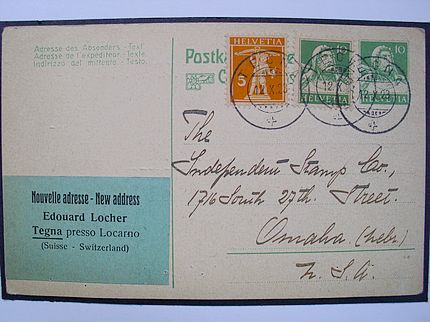 Adresse des Absenders - Text
Adresse de l'expéditeur - Texte
Indirizzo del mittente - Testo
Postka
C
HELVETIA
5
10
HELVETIA
10
HELVETIA
The
Independent Stamp Co.,
1716 South 27th Street.
Omaha (Nebr)
U.S.A.
Nouvelle adresse - New address
Edouard Locher
Tegna presso Locarno
(Suisse - Switzerland)